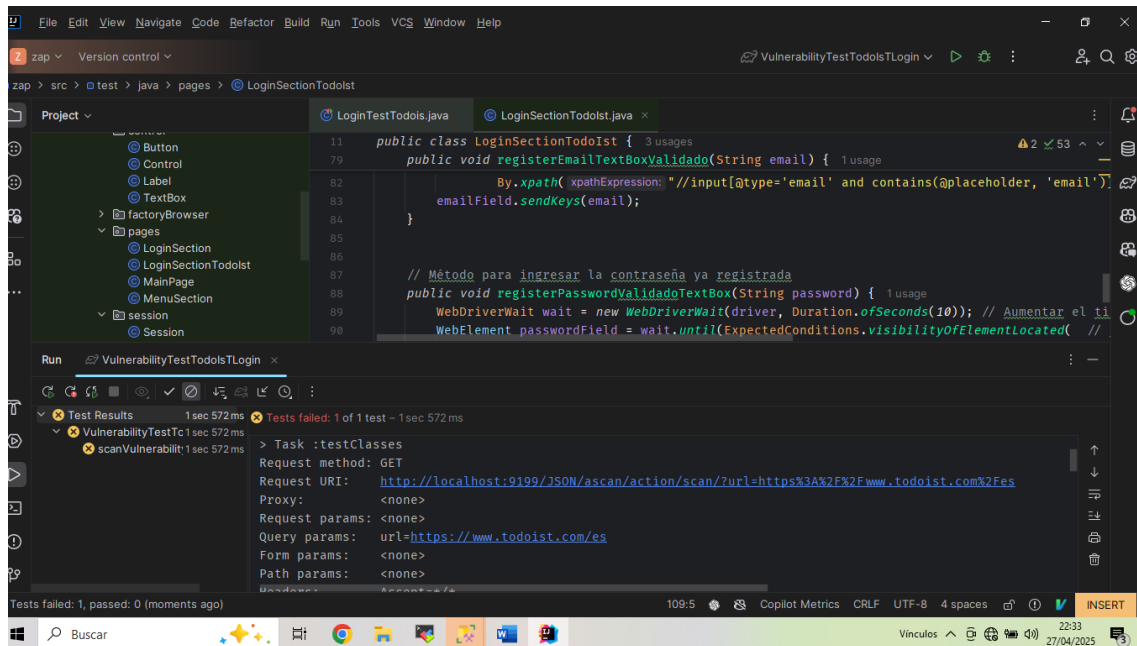 File Edit View Navigate Code Refactor Build Run Tools VCS Window Help
Z zap Version control VulnerabilityTestTodoIsTLogin
zap > src > test > java > pages > LoginSectionTodoIst
Project LoginTestTodois.java LoginSectionTodoIst.java
Button
Control
Label
TextBox
factoryBrowser
pages
LoginSection
LoginSectionTodoIst
MainPage
MenuSection
session
Session
11 public class LoginSectionTodoIst { 3 usages 2 53
79 public void registerEmailTextBoxValidado(String email) { 1 usage
82 By.xpath( xpathExpression: "//input[@type='email' and contains(@placeholder, 'email')]
83 emailField.sendKeys(email);
84 }
85
86
87 // Método para ingresar la contraseña ya registrada
88 public void registerPasswordValidadoTextBox(String password) { 1 usage
89 WebDriverWait wait = new WebDriverWait(driver, Duration.ofSeconds(10)); // Aumentar el ti
90 WebElement passwordField = wait.until(ExpectedConditions.visibilityOfElementLocated( //
Run VulnerabilityTestTodoIsTLogin
Test Results 1 sec 572 ms Tests failed: 1 of 1 test – 1 sec 572 ms
VulnerabilityTestTo 1 sec 572 ms
scanVulnerabilit 1 sec 572 ms
> Task :testClasses
Request method: GET
Request URI: http://localhost:9199/JSON/ascan/action/scan/?url=https%3A%2F%2Fwww.todoist.com%2Fes
Proxy: <none>
Request params: <none>
Query params: url=https://www.todoist.com/es
Form params: <none>
Path params: <none>
Headers: Accept=*/*
Tests failed: 1, passed: 0 (moments ago) 109:5 Copilot Metrics CRLF UTF-8 4 spaces INSERT
Buscar Vínculos 22:33
27/04/2025 3